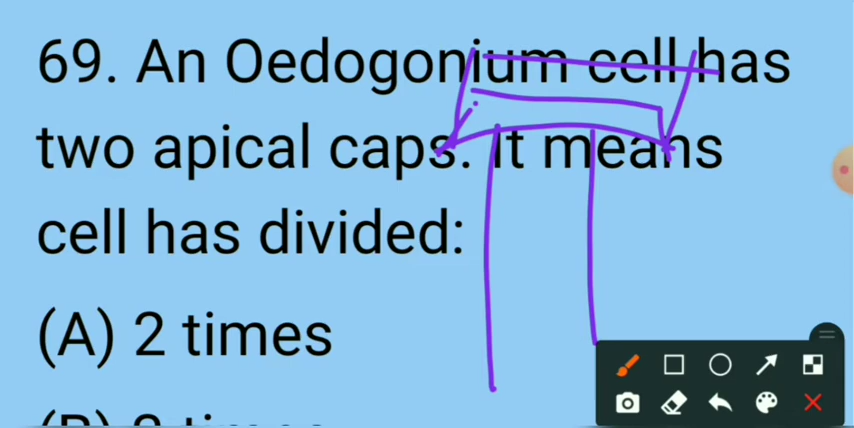 69. An Oedogonium cell has
two apical caps. It means
cell has divided:
(A) 2 times